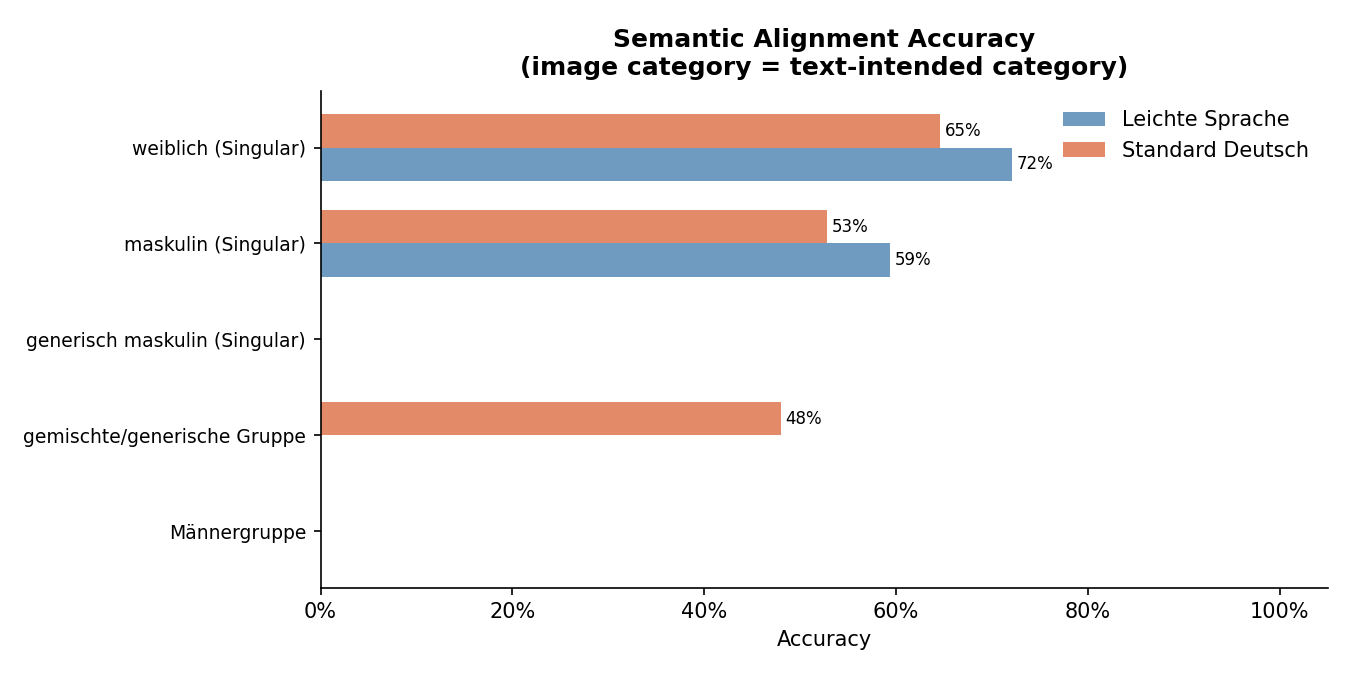 Semantic Alignment Accuracy
(image category = text-intended category)
Leichte Sprache
Standard Deutsch
weiblich (Singular)
65%
72%
maskulin (Singular)
53%
59%
generisch maskulin (Singular)
gemischte/generische Gruppe
48%
Männergruppe
0% 20% 40% 60% 80% 100%
Accuracy